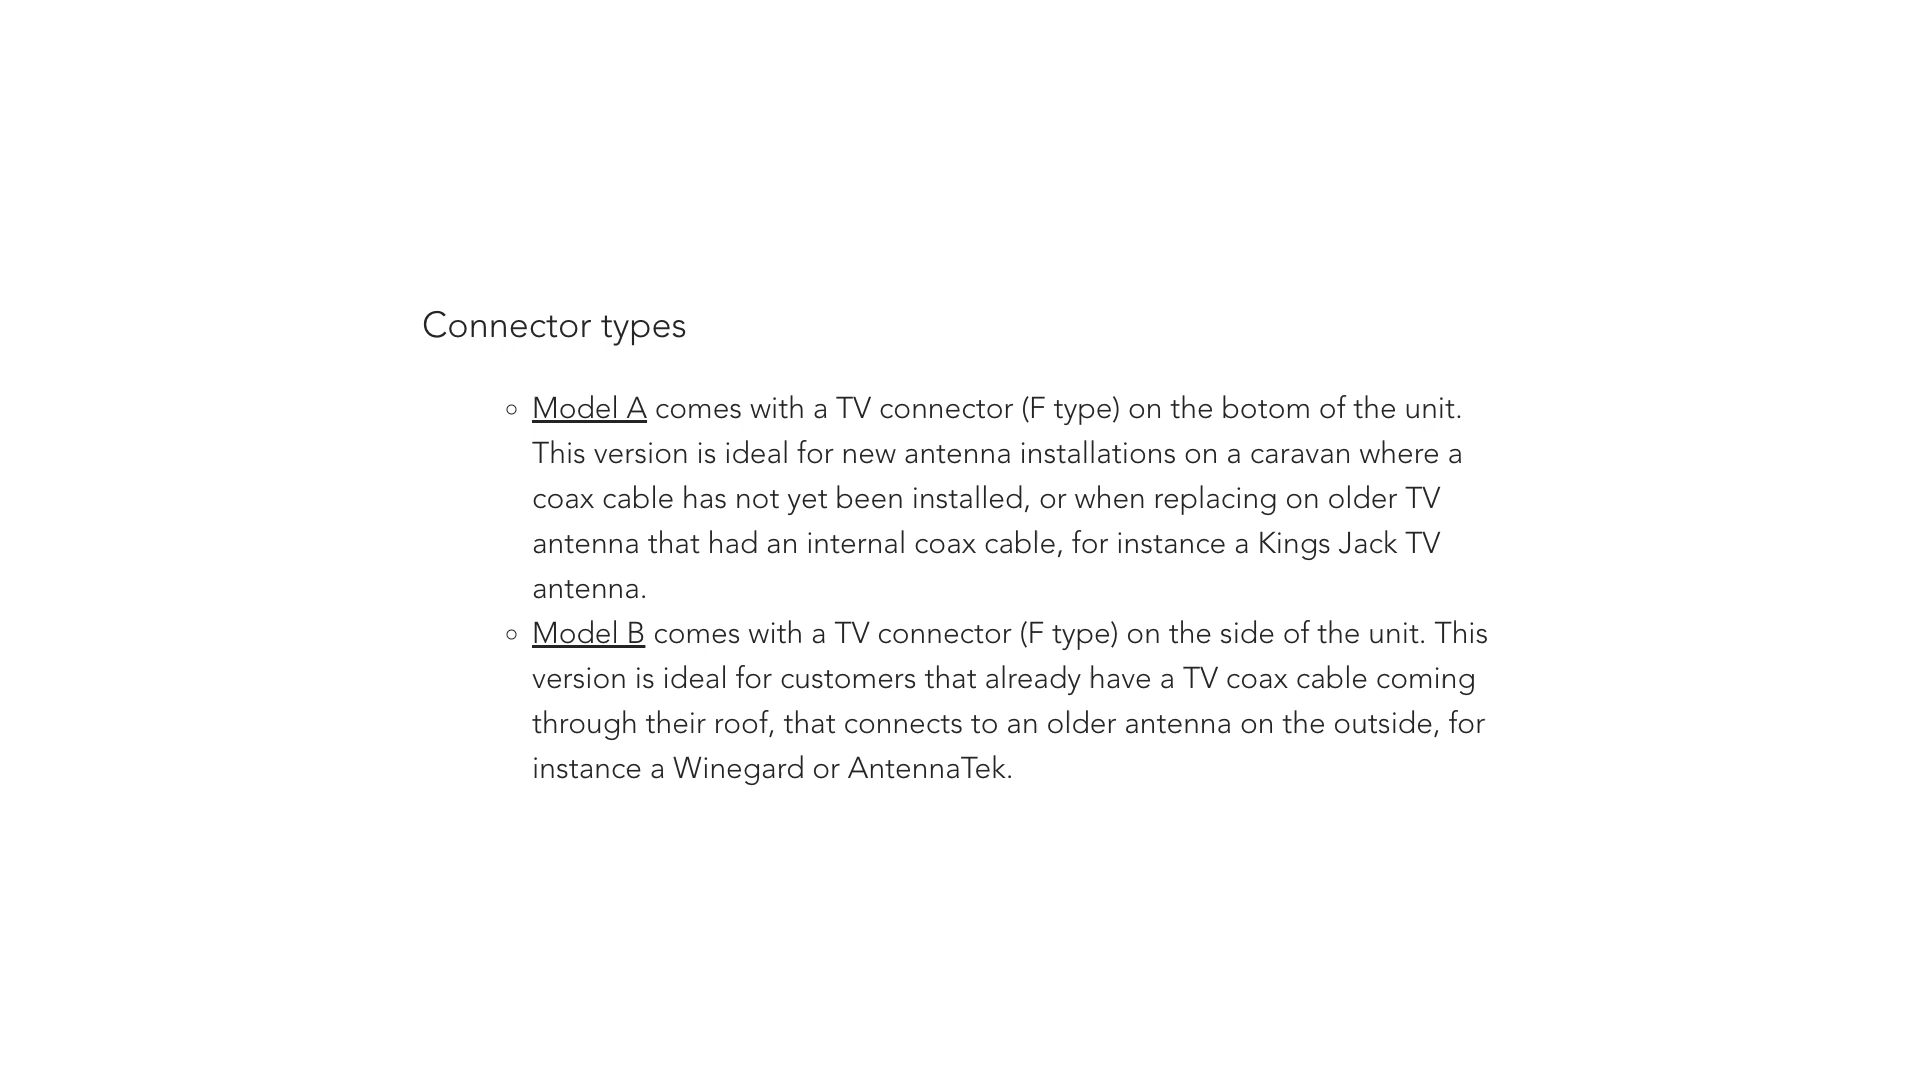 Connector types
Model A comes with a TV connector (F type) on the botom of the unit.
This version is ideal for new antenna installations on a caravan where a
coax cable has not yet been installed, or when replacing on older TV
antenna that had an internal coax cable, for instance a Kings Jack TV
antenna.
Model B comes with a TV connector (F type) on the side of the unit. This
version is ideal for customers that already have a TV coax cable coming
through their roof, that connects to an older antenna on the outside, for
instance a Winegard or AntennaTek.